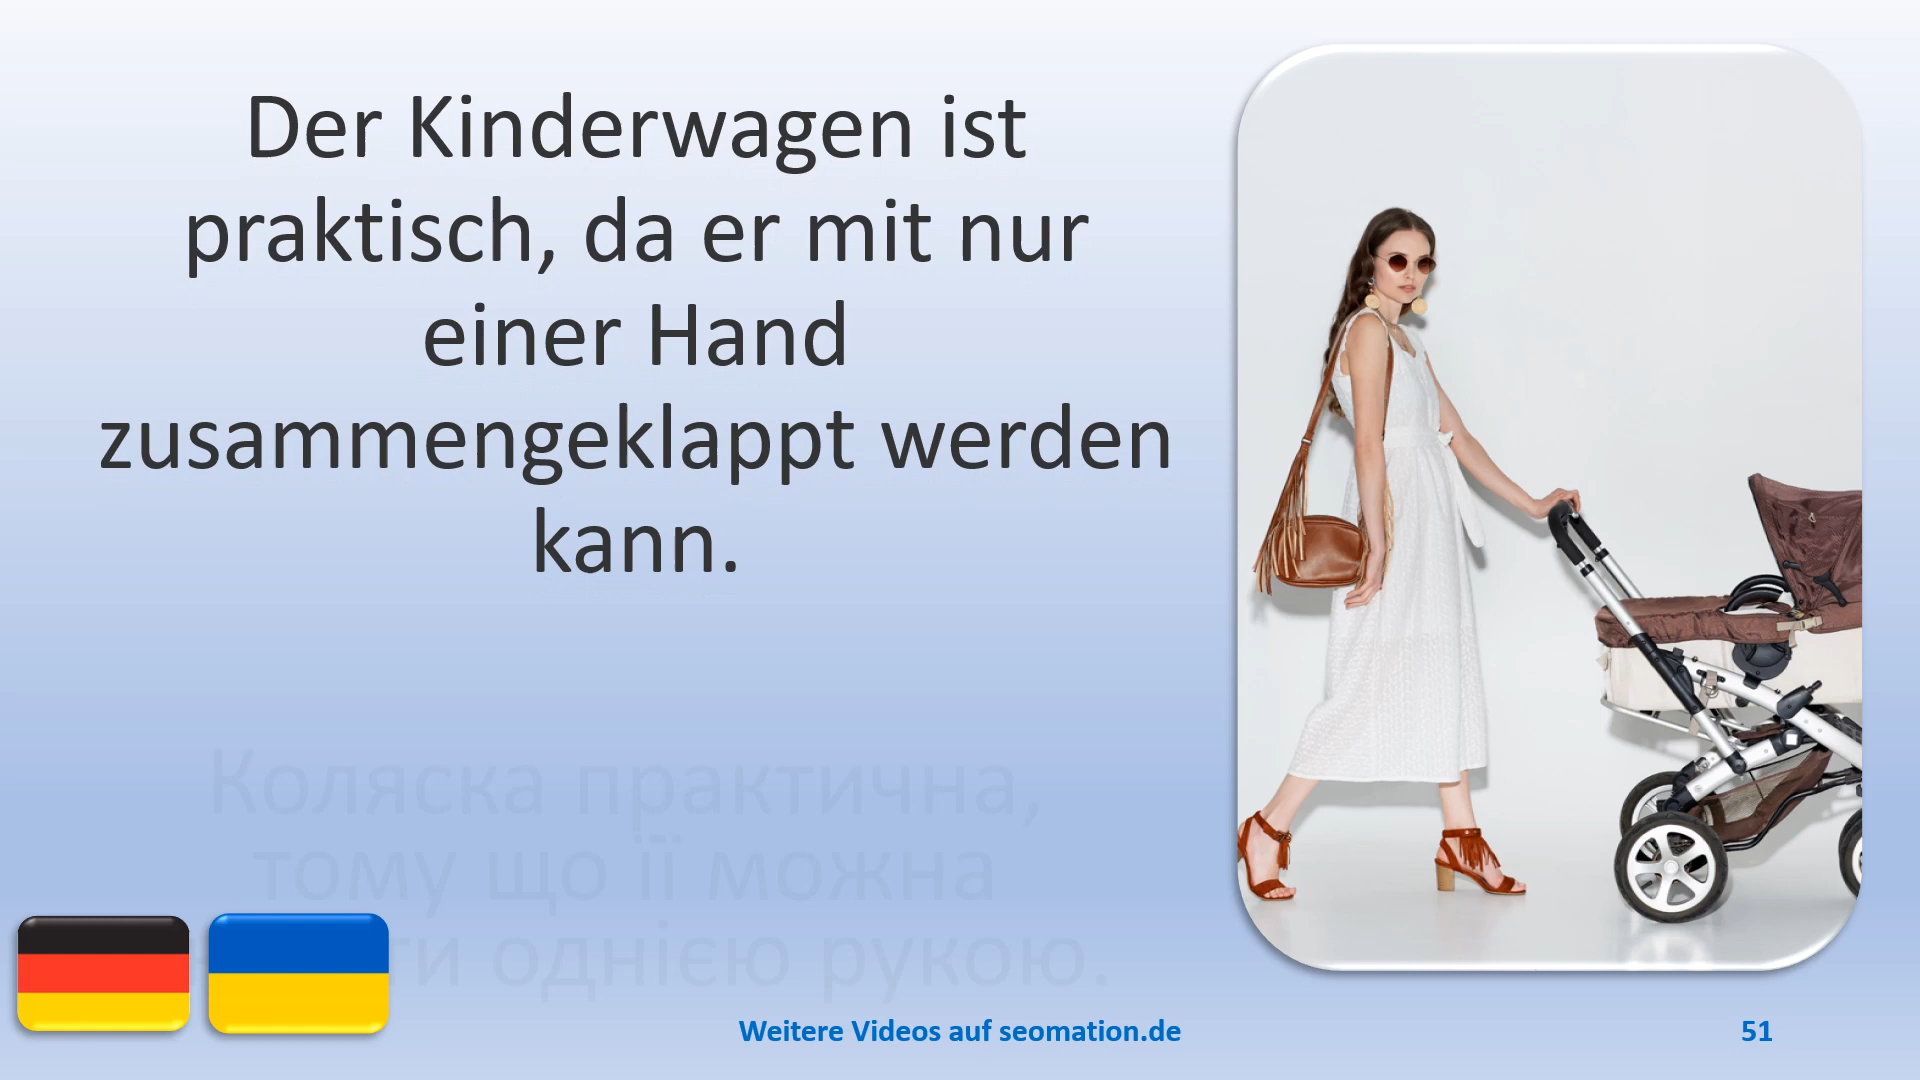 Der Kinderwagen ist
praktisch, da er mit nur
einer Hand
zusammengeklappt werden
kann.
Коляска практична,
тому що її можна
однією рукою.
Weitere Videos auf seomation.de
51